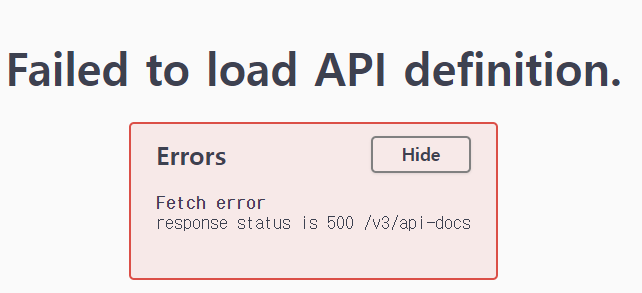 Failed to load API definition.
Errors
Hide
Fetch error
response status is 500 /v3/api-docs